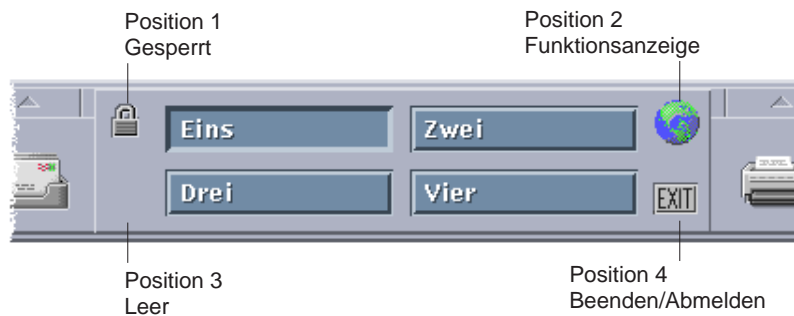 Position 1
Gesperrt
Position 2
Funktionsanzeige
Eins
Zwei
Drei
Vier
EXIT
Position 3
Leer
Position 4
Beenden/Abmelden